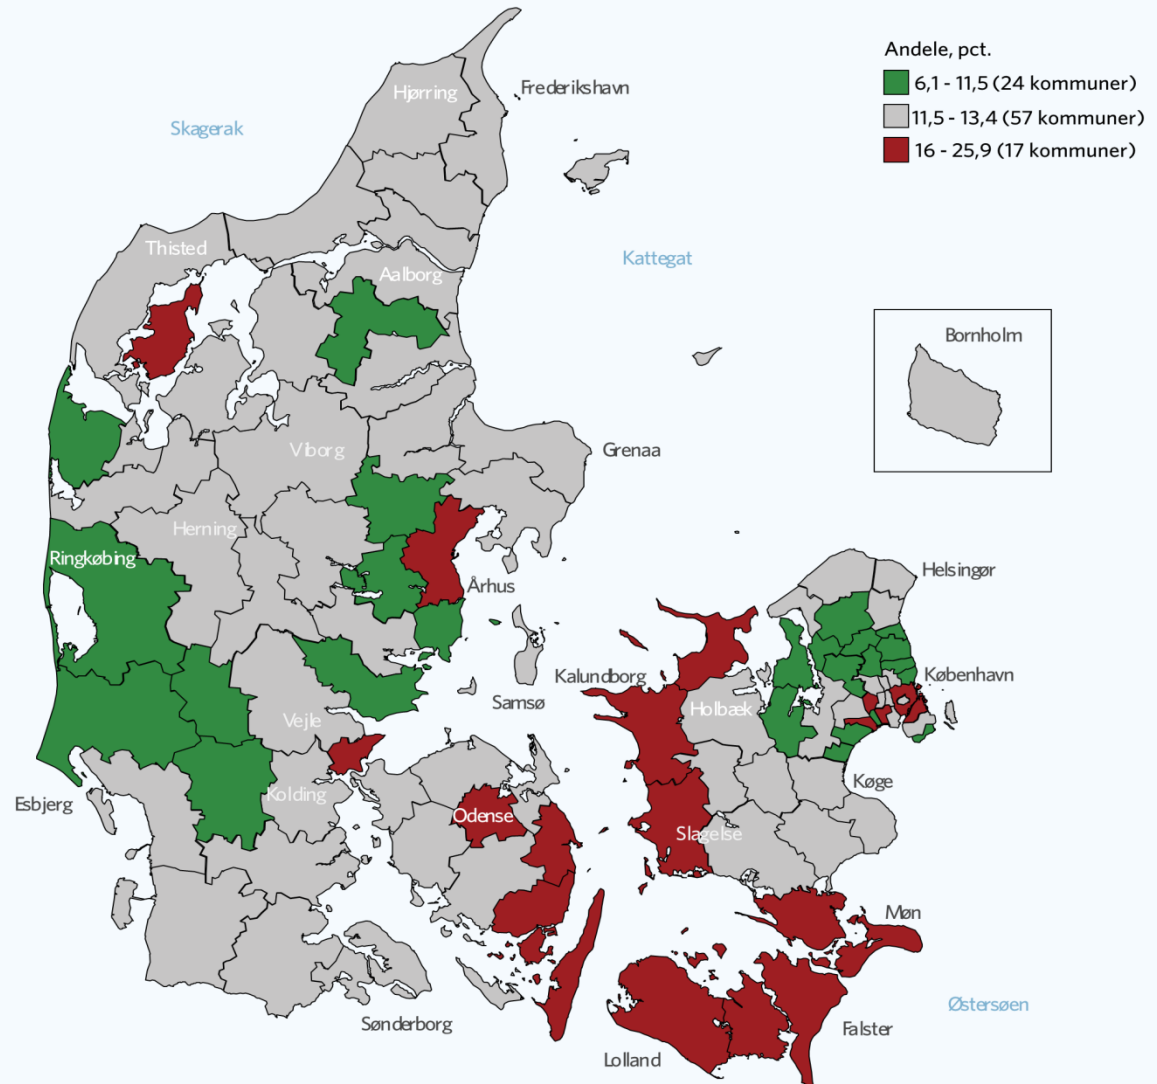 Andele, pct.
6,1 - 11,5 (24 kommuner)
11,5 - 13,4 (57 kommuner)
16 - 25,9 (17 kommuner)
Hjørring
Frederikshavn
Skagerak
Thisted
Aalborg
Kattegat
Bornholm
Viborg
Grenaa
Herning
Ringkøbing
Århus
Helsingør
Kalundborg
København
Samsø
Holbæk
Vejle
Esbjerg
Kolding
Køge
Odense
Slagelse
Møn
Sønderborg
Falster
Østersøen
Lolland